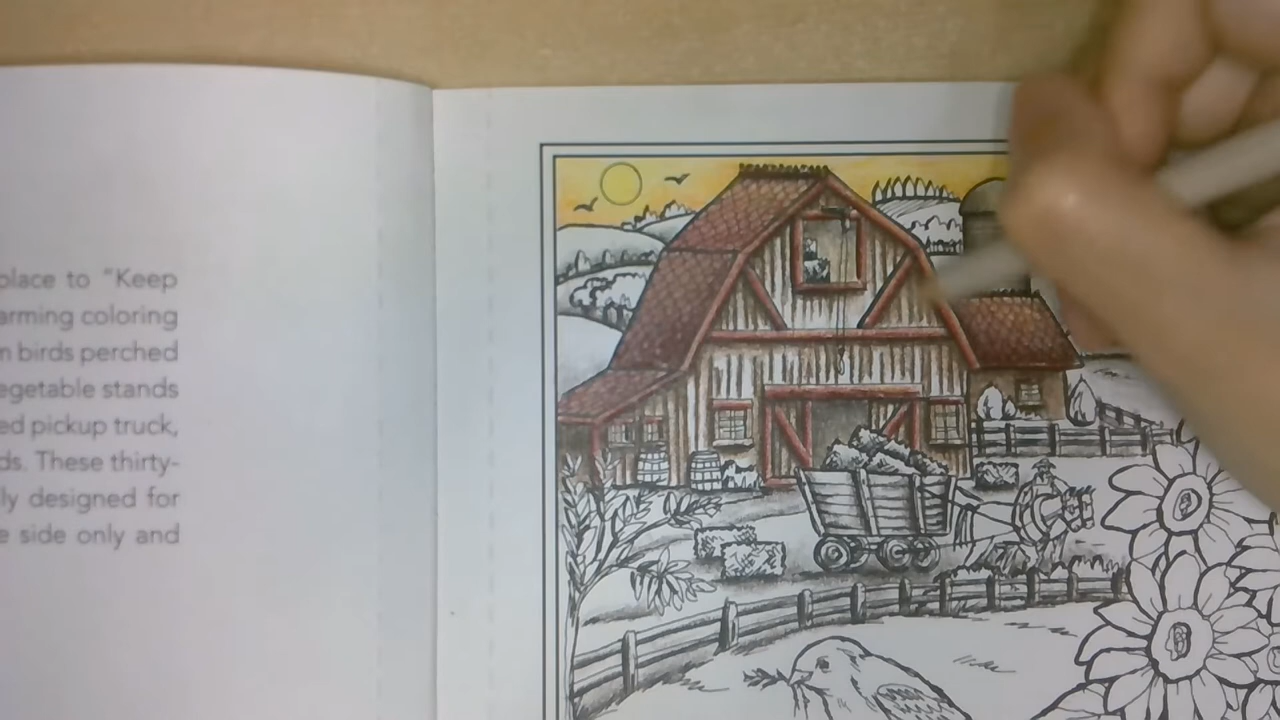 place to "Keep
arming coloring
n birds perched
egetable stands
ed pickup truck,
ds. These thirty-
ly designed for
e side only and